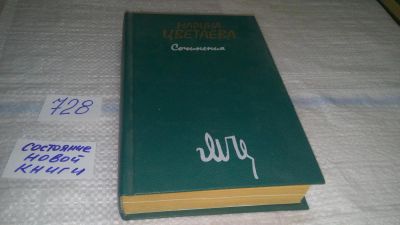 МАРИНА
ЦВЕТАЕВА
Сочинения
МЦ
728
СОСТОЯНИЕ
НОВОЙ
КНИГИ